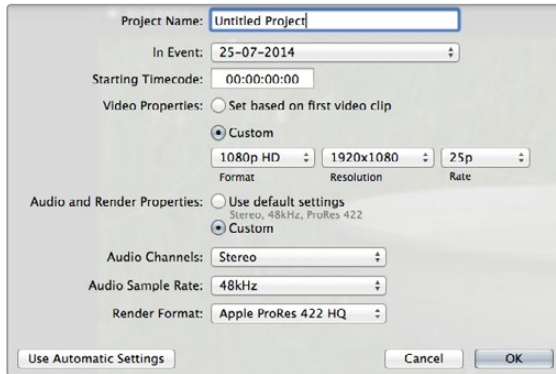 Project Name: Untitled Project
In Event: 25-07-2014
Starting Timecode: 00:00:00:00
Video Properties: Set based on first video clip
Custom
1080p HD 1920x1080 25p
Format Resolution Rate
Audio and Render Properties: Use default settings
Stereo, 48kHz, ProRes 422
Custom
Audio Channels: Stereo
Audio Sample Rate: 48kHz
Render Format: Apple ProRes 422 HQ
Use Automatic Settings Cancel OK